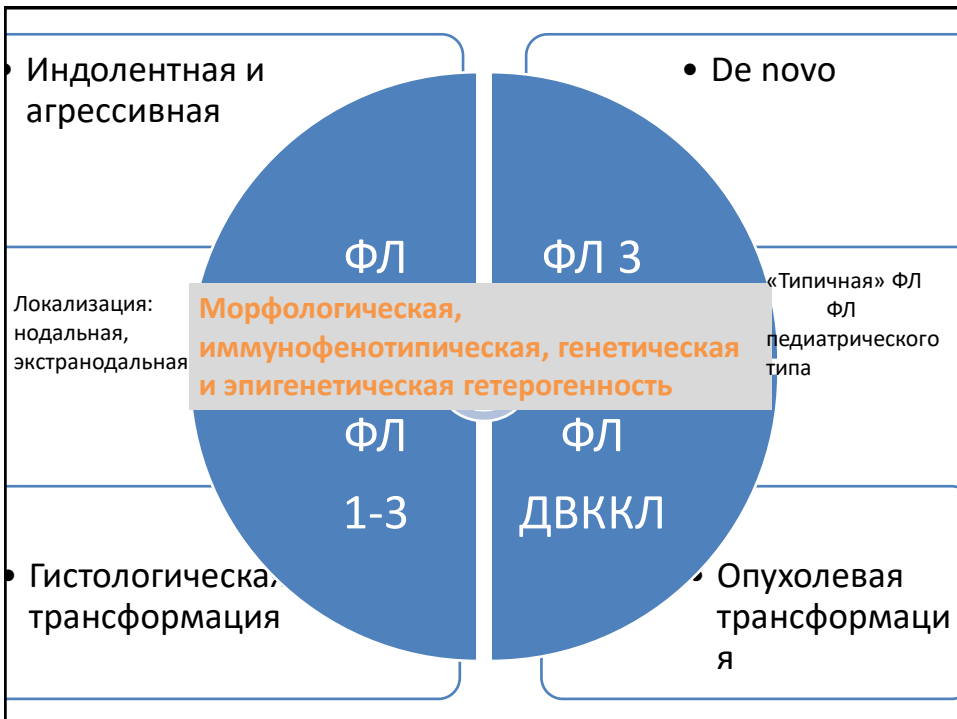 • Индолентная и
агрессивная
• De novo
ФЛ
ФЛ 3
Локализация:
нодальная,
экстранодальная
Морфологическая,
иммунофенотипическая, генетическая
и эпигенетическая гетерогенность
«Типичная» ФЛ
ФЛ
педиатрического
типа
ФЛ
1-3
ФЛ
ДВККЛ
• Гистологическая
трансформация
• Опухолевая
трансформаци
я